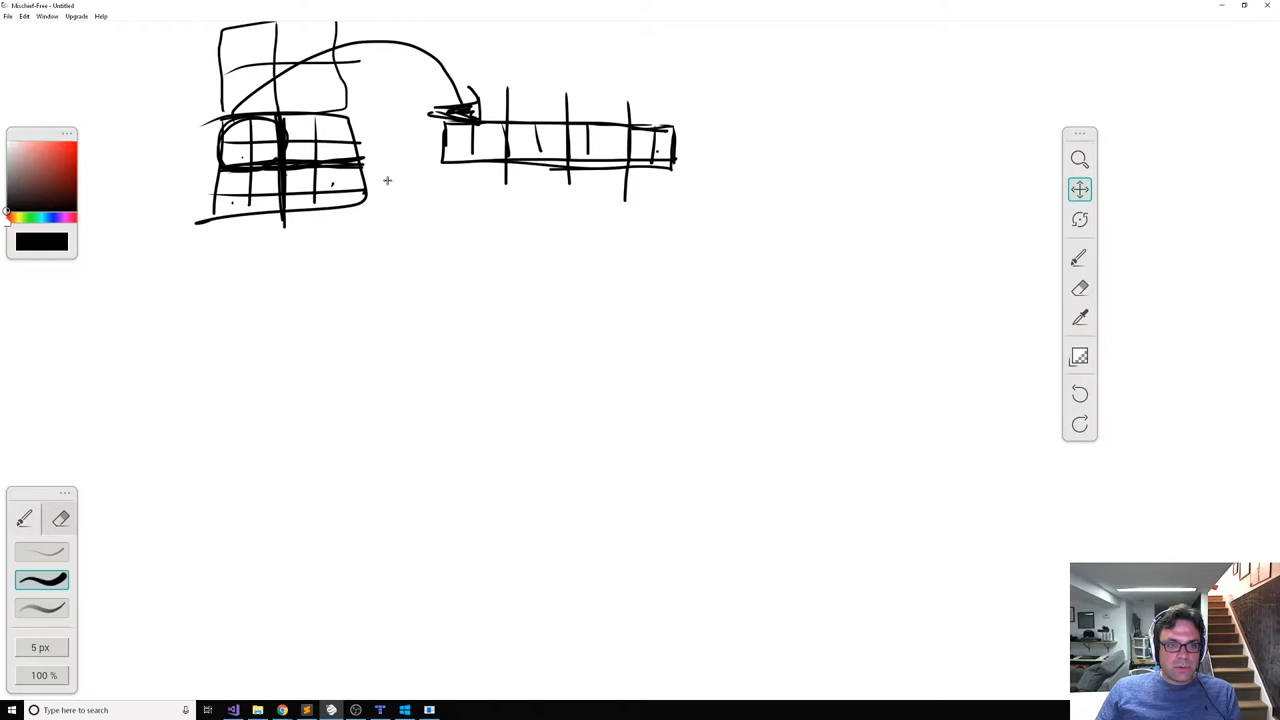 Mischief-Free - Untitled
File Edit Window Upgrade Help
5 px
100 %
Type here to search